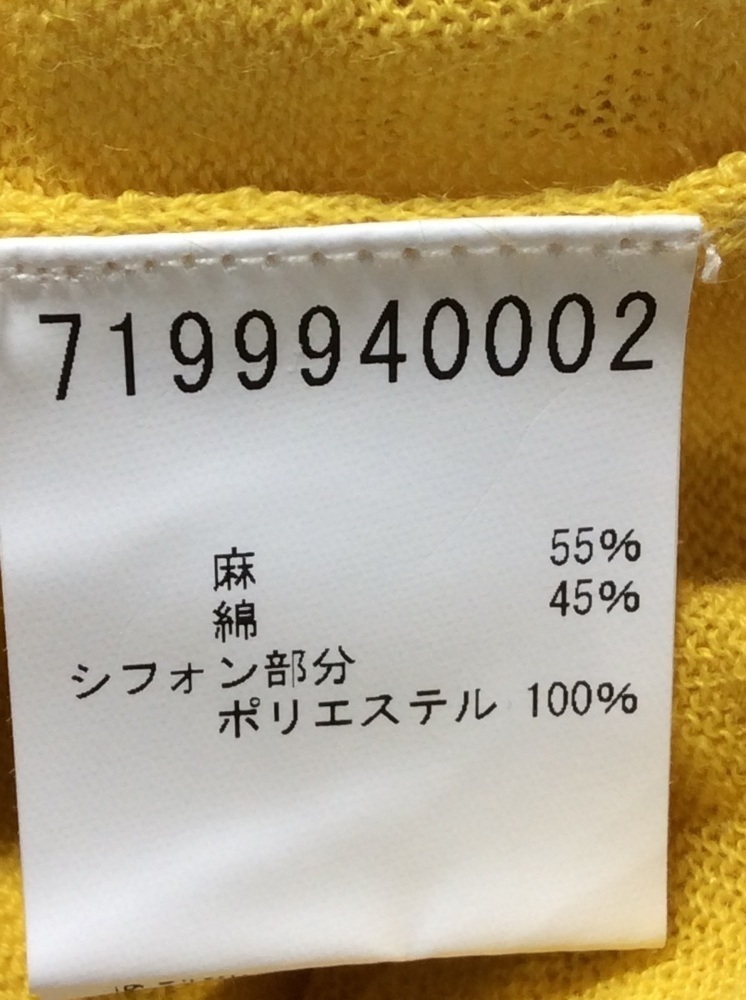 7199940002
麻 55%
綿 45%
シフォン部分
ポリエステル 100%